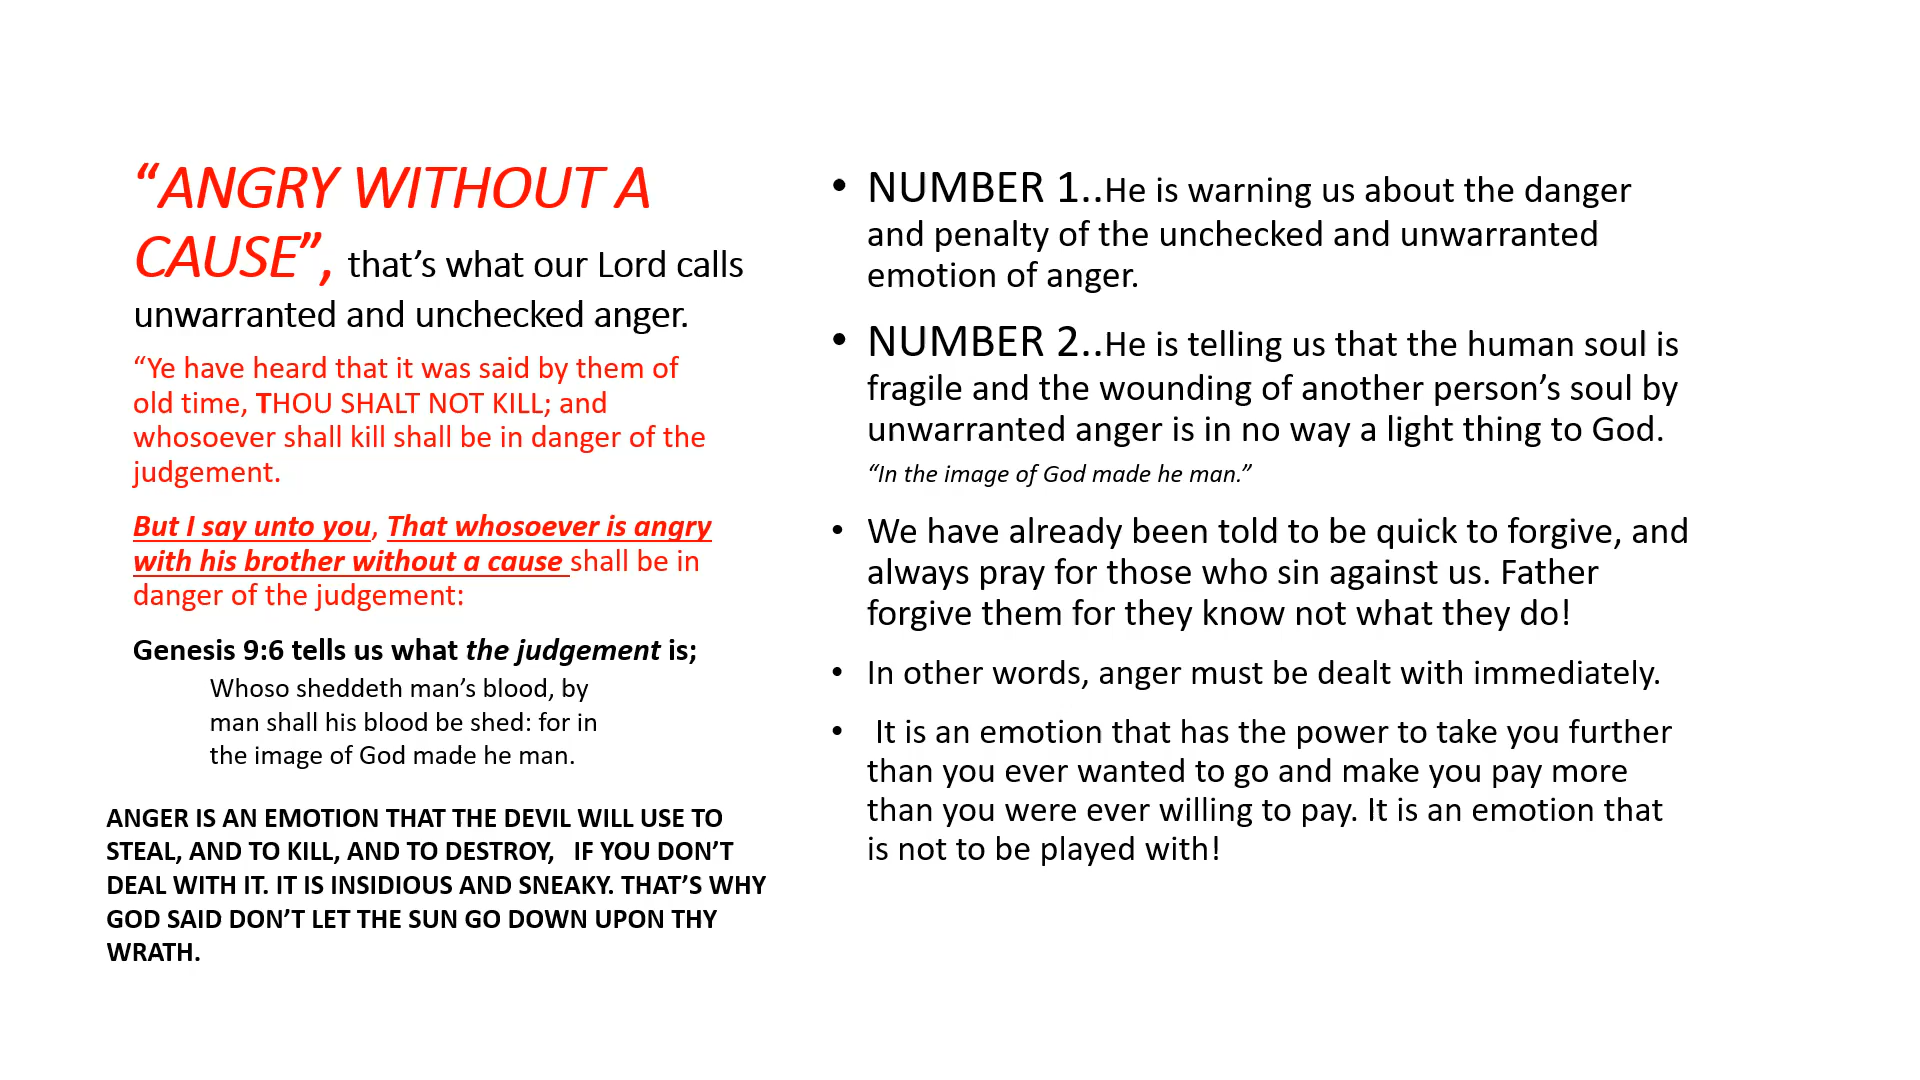 “ANGRY WITHOUT A
CAUSE”, that’s what our Lord calls
unwarranted and unchecked anger.
“Ye have heard that it was said by them of
old time, THOU SHALT NOT KILL; and
whosoever shall kill shall be in danger of the
judgement.
But I say unto you, That whosoever is angry
with his brother without a cause shall be in
danger of the judgement:
Genesis 9:6 tells us what the judgement is;
Whoso sheddeth man’s blood, by
man shall his blood be shed: for in
the image of God made he man.
ANGER IS AN EMOTION THAT THE DEVIL WILL USE TO
STEAL, AND TO KILL, AND TO DESTROY, IF YOU DON’T
DEAL WITH IT. IT IS INSIDIOUS AND SNEAKY. THAT’S WHY
GOD SAID DON’T LET THE SUN GO DOWN UPON THY
WRATH.
• NUMBER 1..He is warning us about the danger
and penalty of the unchecked and unwarranted
emotion of anger.
• NUMBER 2..He is telling us that the human soul is
fragile and the wounding of another person’s soul by
unwarranted anger is in no way a light thing to God.
“In the image of God made he man.”
• We have already been told to be quick to forgive, and
always pray for those who sin against us. Father
forgive them for they know not what they do!
• In other words, anger must be dealt with immediately.
• It is an emotion that has the power to take you further
than you ever wanted to go and make you pay more
than you were ever willing to pay. It is an emotion that
is not to be played with!